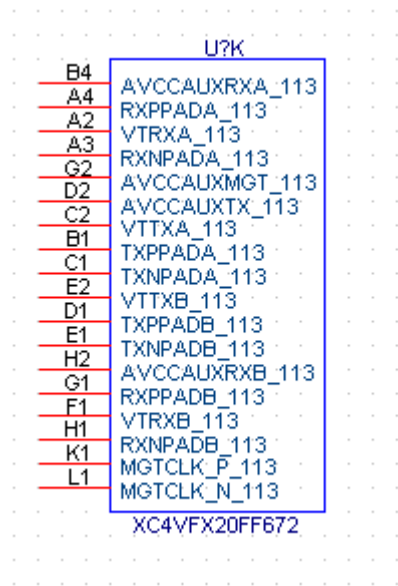 U?K
B4 AVCCAUXRXA_113
A4 RXPPADA_113
A2 VTRXA_113
A3 RXNPADA_113
G2 AVCCAUXMGT_113
D2 AVCCAUXTX_113
C2 VTTXA_113
B1 TXPPADA_113
C1 TXNPADA_113
E2 VTTXB_113
D1 TXPPADB_113
E1 TXNPADB_113
H2 AVCCAUXRXB_113
G1 RXPPADB_113
F1 VTRXB_113
H1 RXNPADB_113
K1 MGTCLK_P_113
L1 MGTCLK_N_113
XC4VFX20FF672